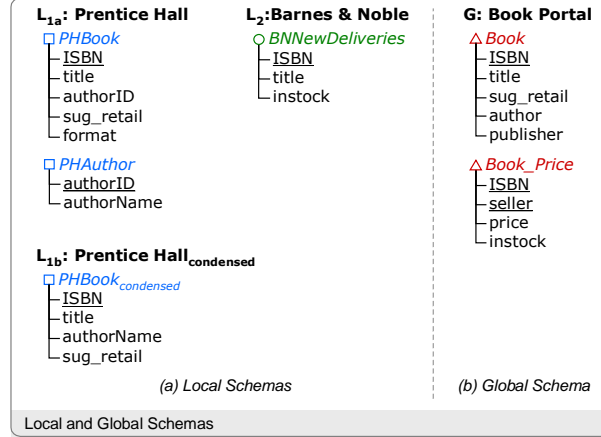 L1a: Prentice Hall
PHBook
ISBN
title
authorID
sug_retail
format
PHAuthor
authorID
authorName
L1b: Prentice Hallcondensed
PHBookcondensed
ISBN
title
authorName
sug_retail
L2:Barnes & Noble
BNNewDeliveries
ISBN
title
instock
(a) Local Schemas
G: Book Portal
Book
ISBN
title
sug_retail
author
publisher
Book_Price
ISBN
seller
price
instock
(b) Global Schema
Local and Global Schemas